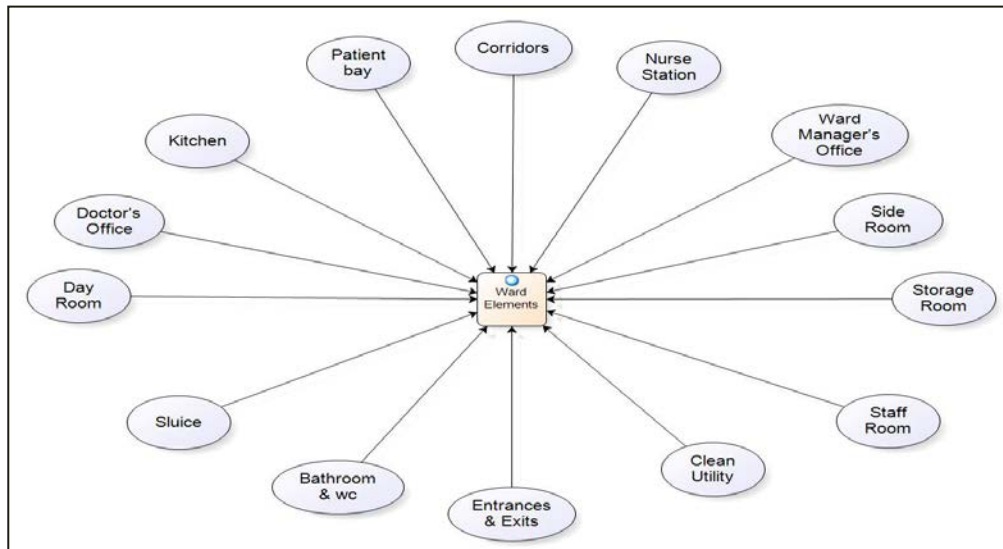 Corridors
Patient
bay
Nurse
Station
Kitchen
Ward
Manager's
Office
Doctor's
Office
Side
Room
Day
Room
Ward
Elements
Storage
Room
Sluice
Staff
Room
Bathroom
& wc
Clean
Utility
Entrances
& Exits